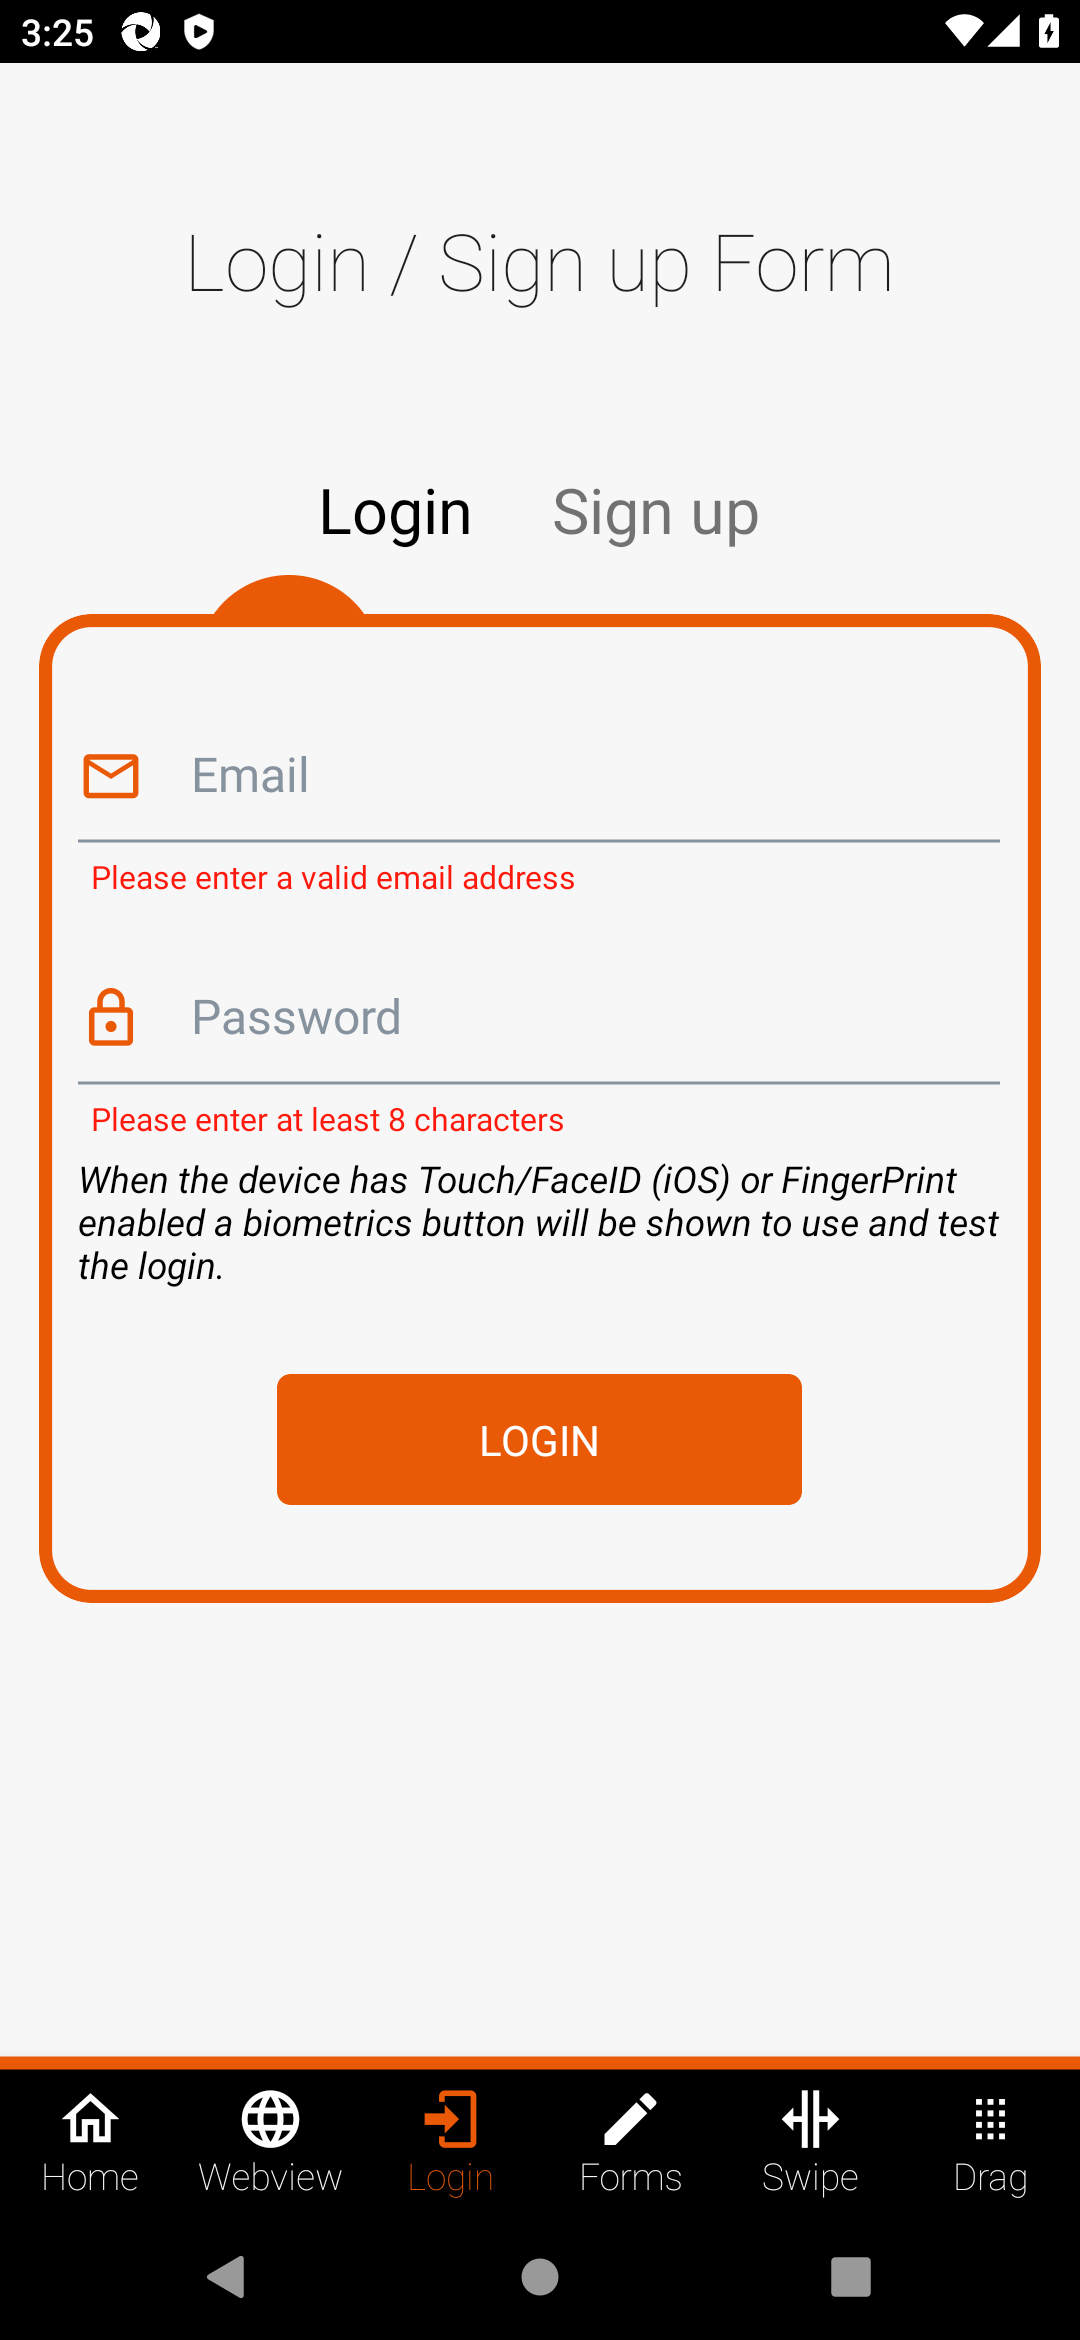 3:25
Login / Sign up Form
Login Sign up
Email
Please enter a valid email address
Password
Please enter at least 8 characters
When the device has Touch/FaceID (iOS) or FingerPrint
enabled a biometrics button will be shown to use and test
the login.
LOGIN
Home Webview Login Forms Swipe Drag